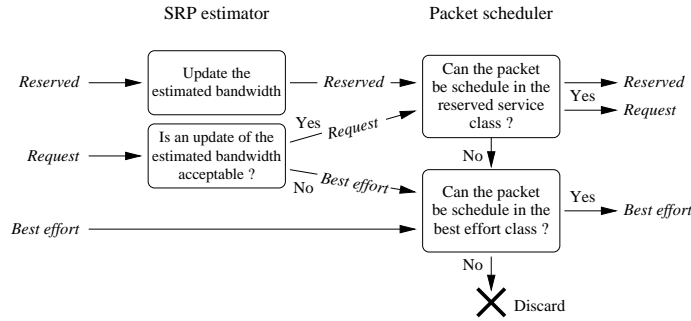 SRP estimator
Packet scheduler
Reserved
Update the
estimated bandwidth
Reserved
Can the packet
be schedule in the
reserved service
class ?
Reserved
Yes
Request
Request
Is an update of the
estimated bandwidth
acceptable ?
Yes
Request
No
Best effort
No
Can the packet
be schedule in the
best effort class ?
Yes
Best effort
Best effort
No
Discard